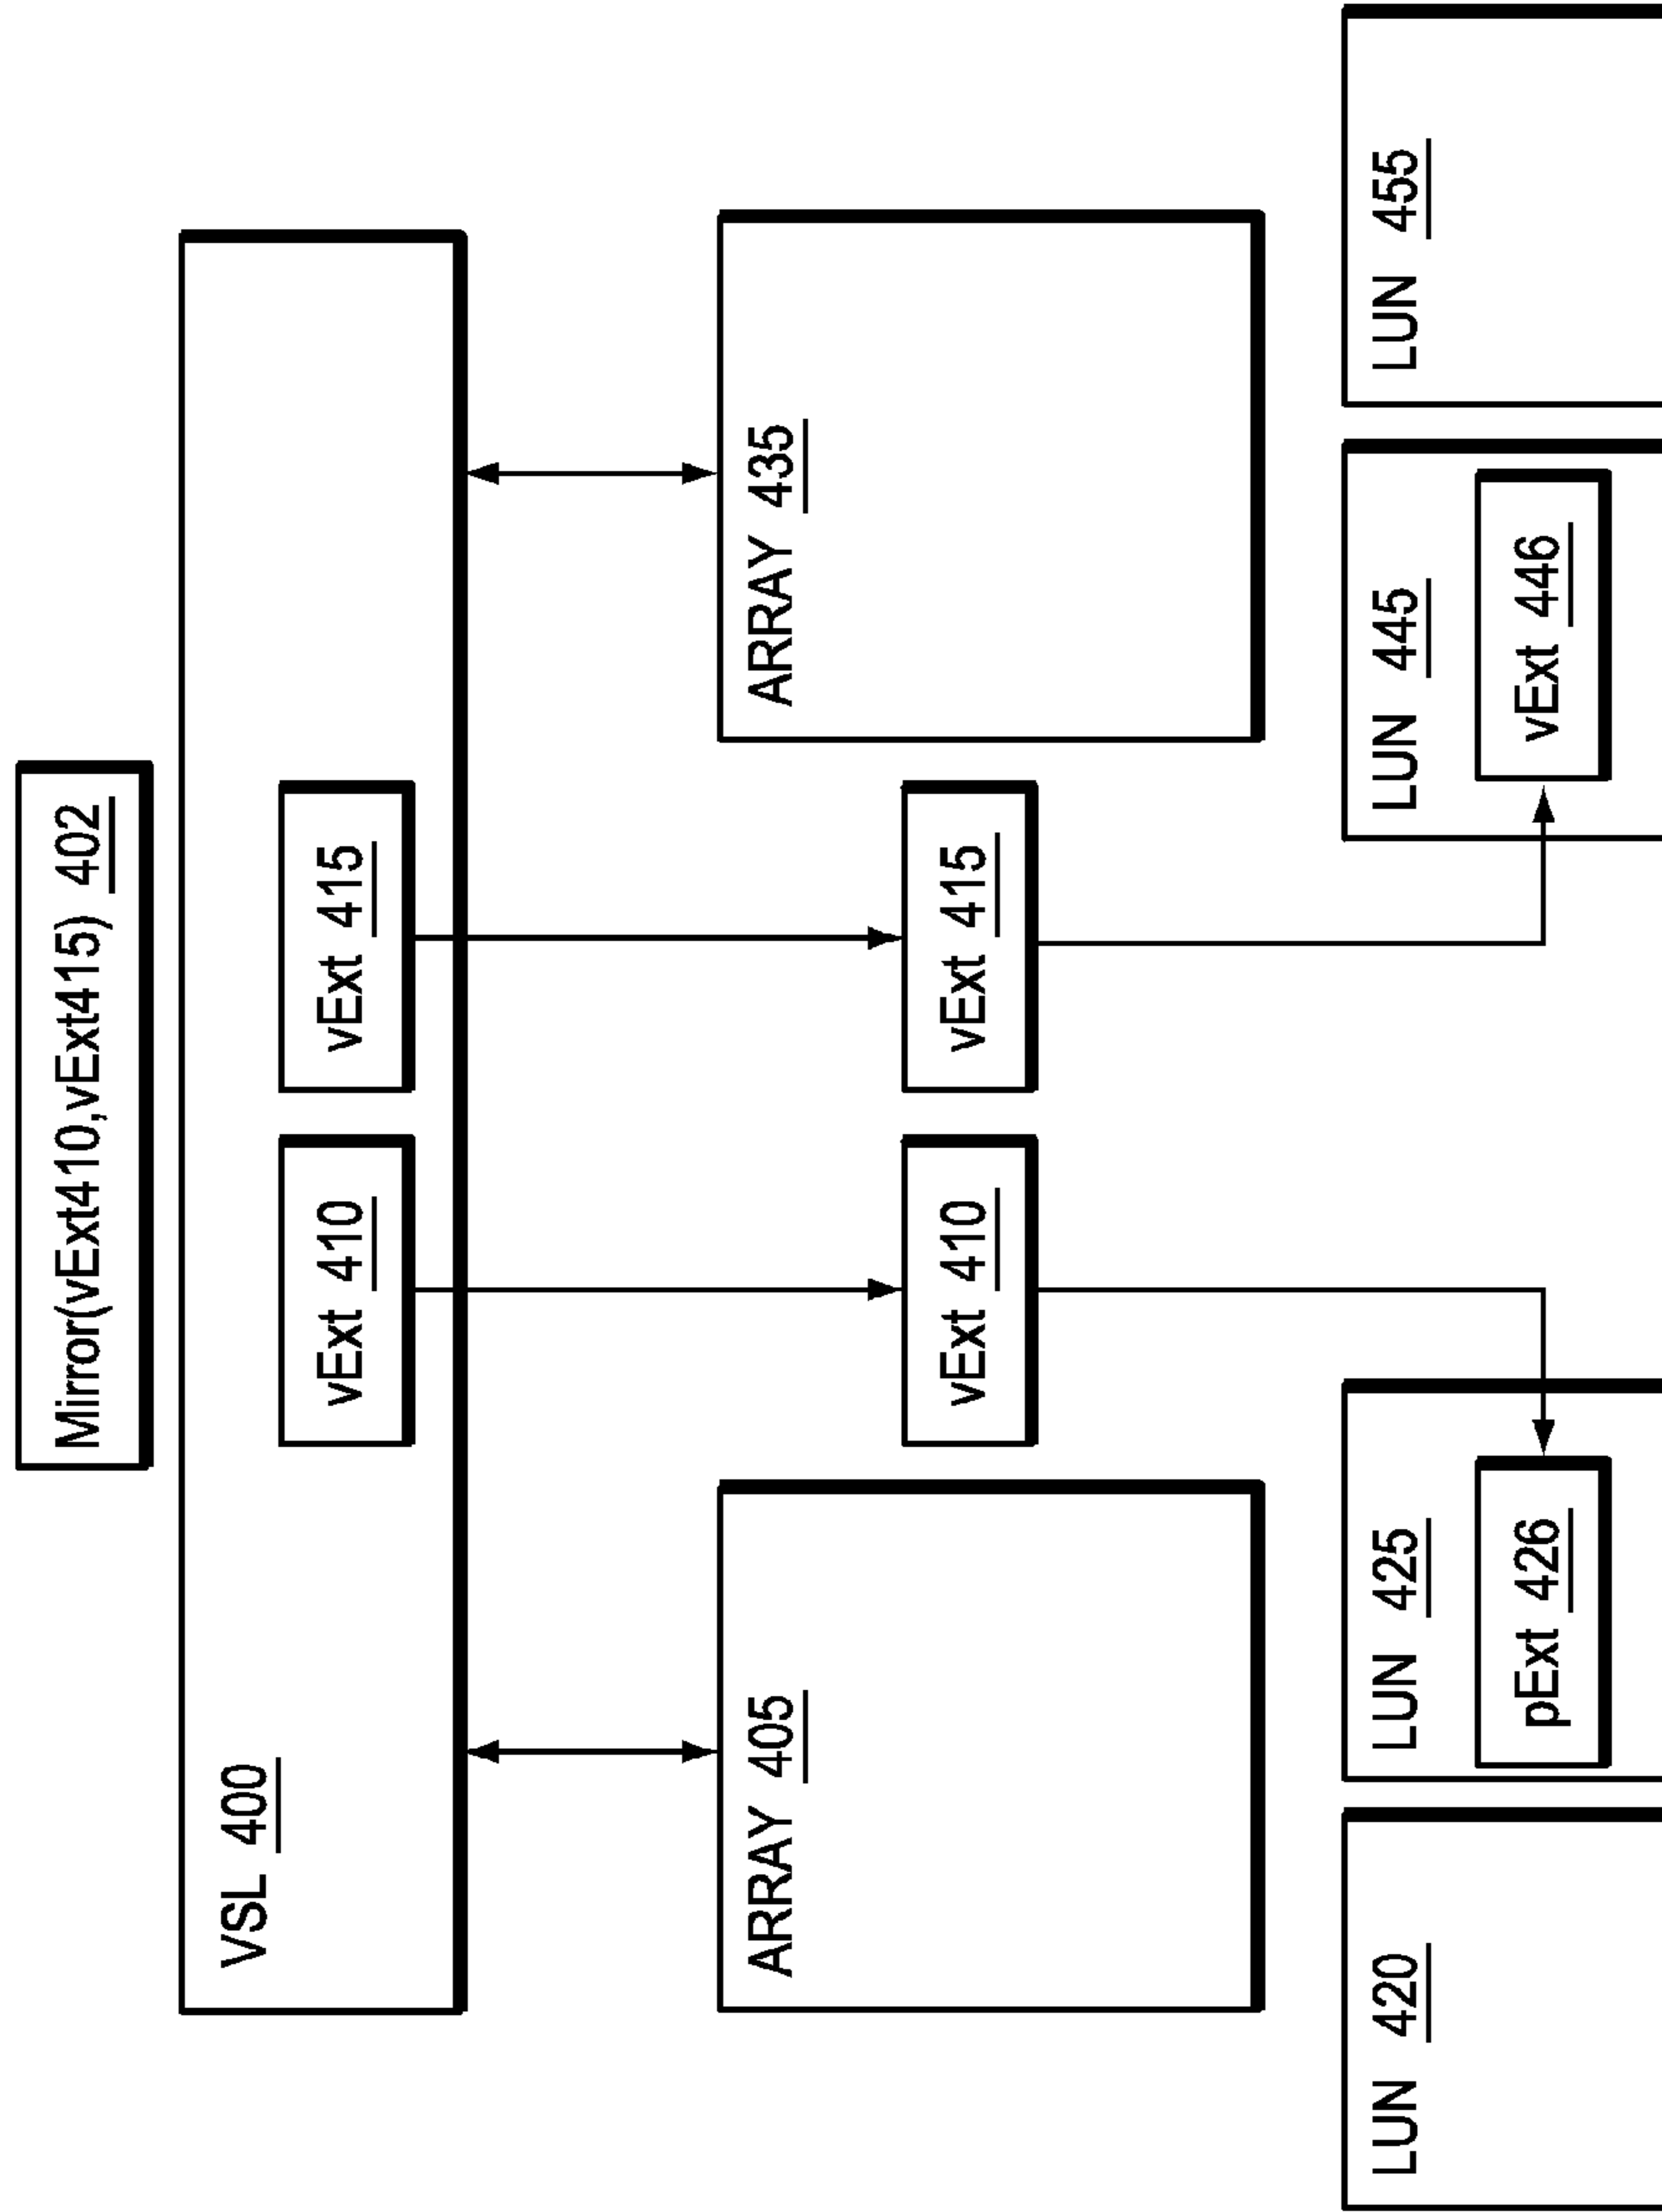 Mirror(vExt410,vExt415) 402
VSL 400
vExt 410
vExt 415
ARRAY 405
ARRAY 435
vExt 410
vExt 415
LUN 420
LUN 425
pExt 426
LUN 445
vExt 446
LUN 455